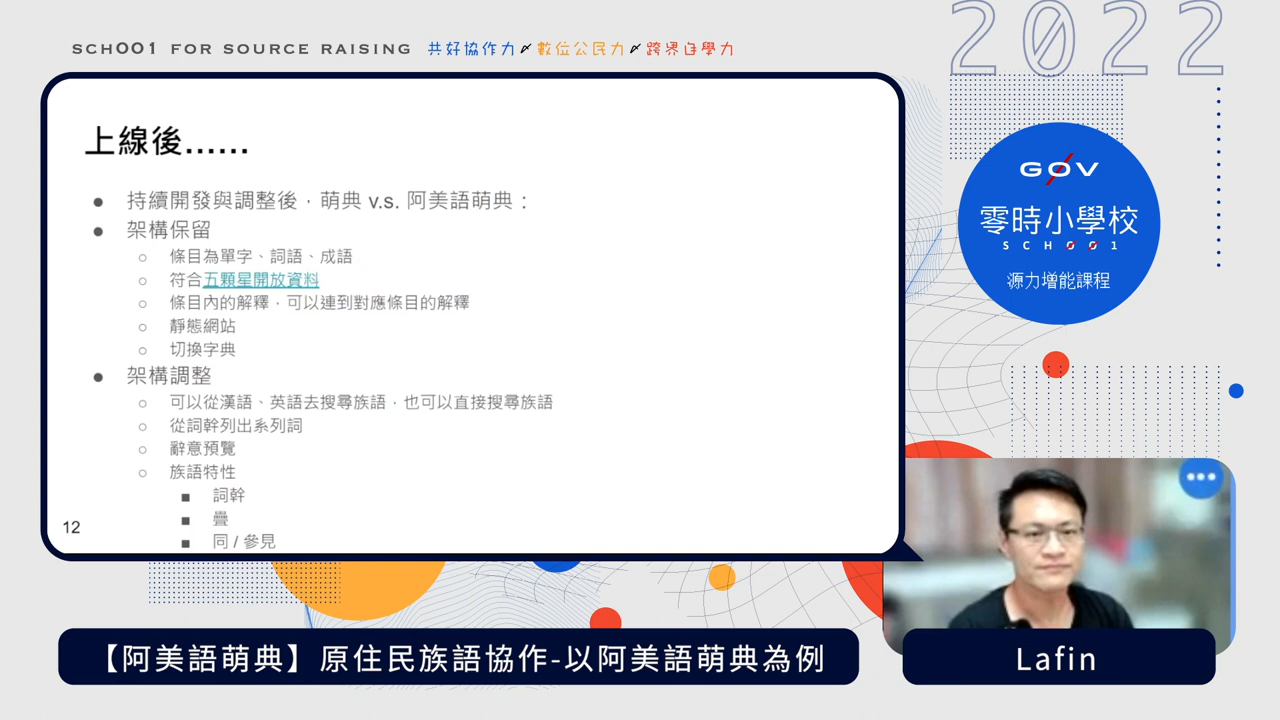 SCHOO1 FOR SOURCE RAISING 共好協作力 數位公民力 跨界自學力
2022
上線後......
● 持續開發與調整後，萌典 v.s. 阿美語萌典：
● 架構保留
○ 條目為單字、詞語、成語
○ 符合五顆星開放資料
○ 條目內的解釋，可以連到對應條目的解釋
○ 靜態網站
○ 切換字典
● 架構調整
○ 可以從漢語、英語去搜尋族語，也可以直接搜尋族語
○ 從詞幹列出系列詞
○ 辭意預覽
○ 族語特性
■ 詞幹
■ 疊
■ 同 / 參見
12
G0V
零時小學校
SCH001
源力增能課程
【阿美語萌典】原住民族語協作-以阿美語萌典為例
Lafin